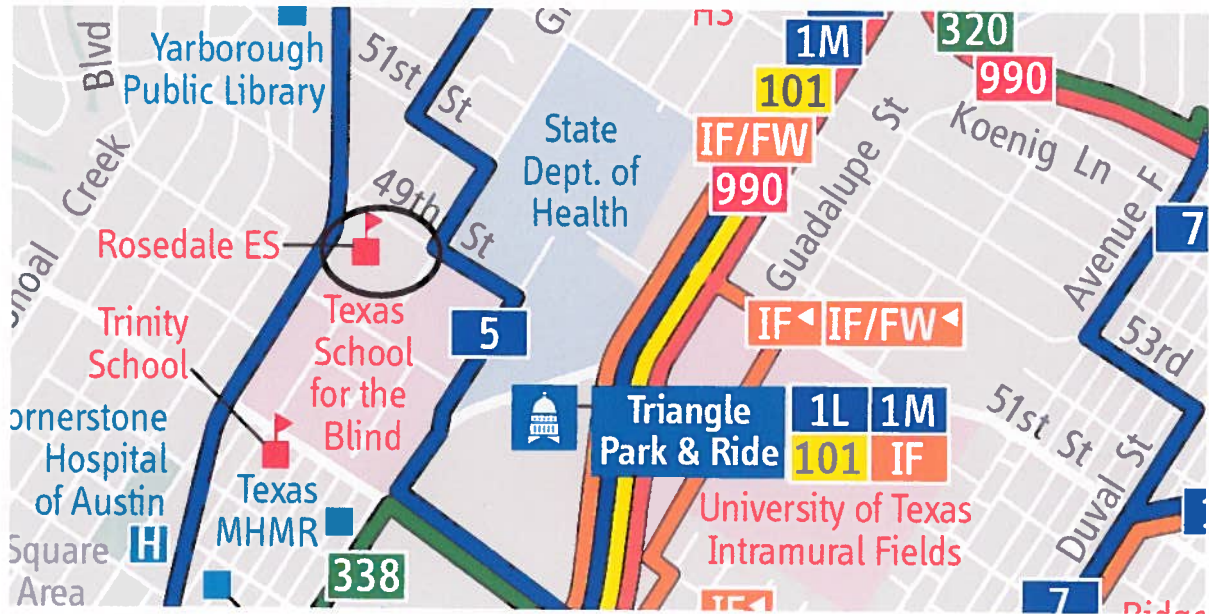 Blvd
Yarborough
Public Library
51st St
HS
1M
101
IF/FW
990
320
990
Koenig Ln
State
Dept. of
Health
Guadalupe St
Avenue F
7
Creek
49th St
Rosedale ES
Trinity
School
Texas
School
for the
Blind
5
IF
IF/FW
53rd
51st St
Triangle
Park & Ride
1L
1M
101
IF
ornerstone
Hospital
of Austin
H
Texas
MHMR
338
Square
Area
University of Texas
Intramural Fields
Duval St
7
IF